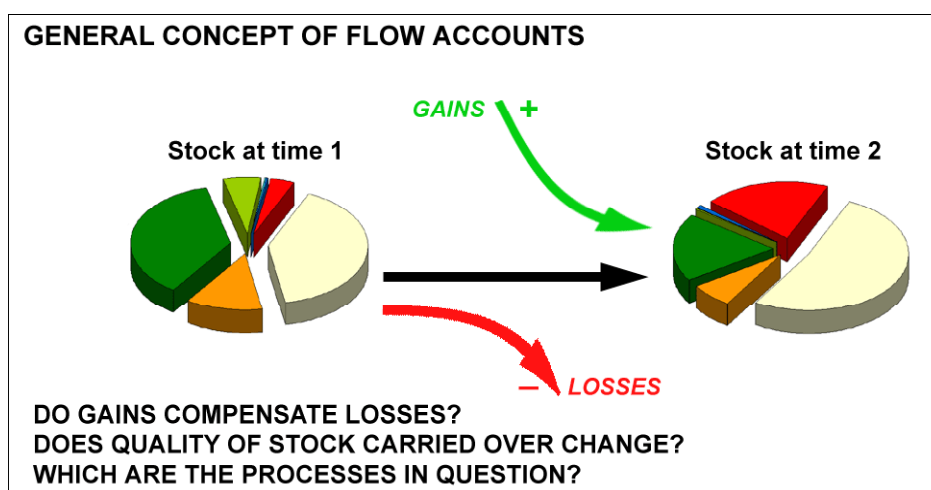 GENERAL CONCEPT OF FLOW ACCOUNTS
GAINS +
Stock at time 1
Stock at time 2
– LOSSES
DO GAINS COMPENSATE LOSSES?
DOES QUALITY OF STOCK CARRIED OVER CHANGE?
WHICH ARE THE PROCESSES IN QUESTION?